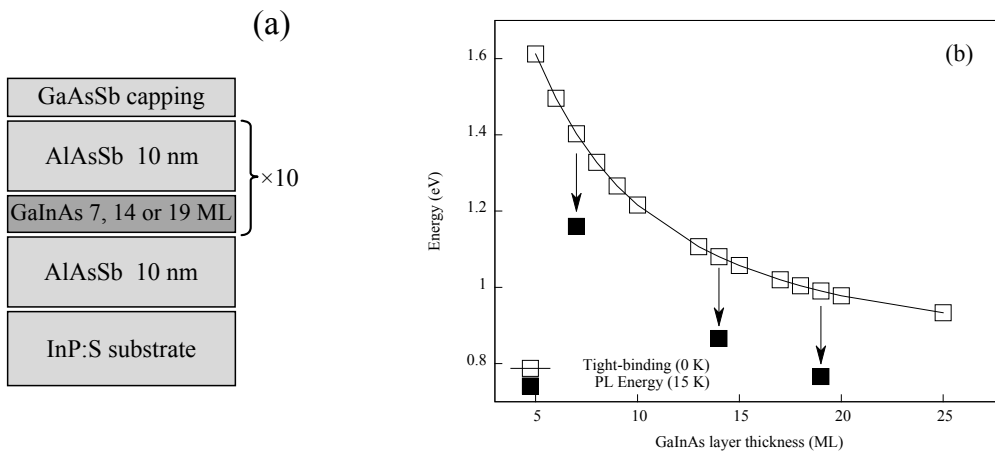 (a)
GaAsSb capping
AlAsSb 10 nm
×10
GaInAs 7, 14 or 19 ML
AlAsSb 10 nm
InP:S substrate
(b)
Energy (eV)
1.6
1.4
1.2
1
0.8
Tight-binding (0 K)
PL Energy (15 K)
5 10 15 20 25
GaInAs layer thickness (ML)